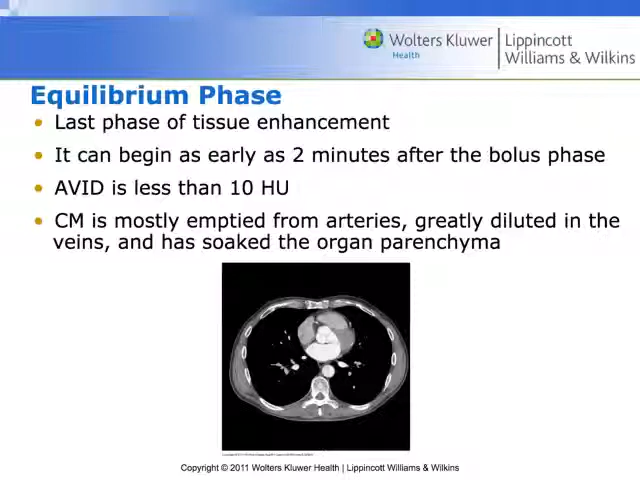 Wolters Kluwer
Health
Lippincott
Williams & Wilkins
Equilibrium Phase
• Last phase of tissue enhancement
• It can begin as early as 2 minutes after the bolus phase
• AVID is less than 10 HU
• CM is mostly emptied from arteries, greatly diluted in the
veins, and has soaked the organ parenchyma
Copyright © 2011 Wolters Kluwer Health | Lippincott Williams & Wilkins